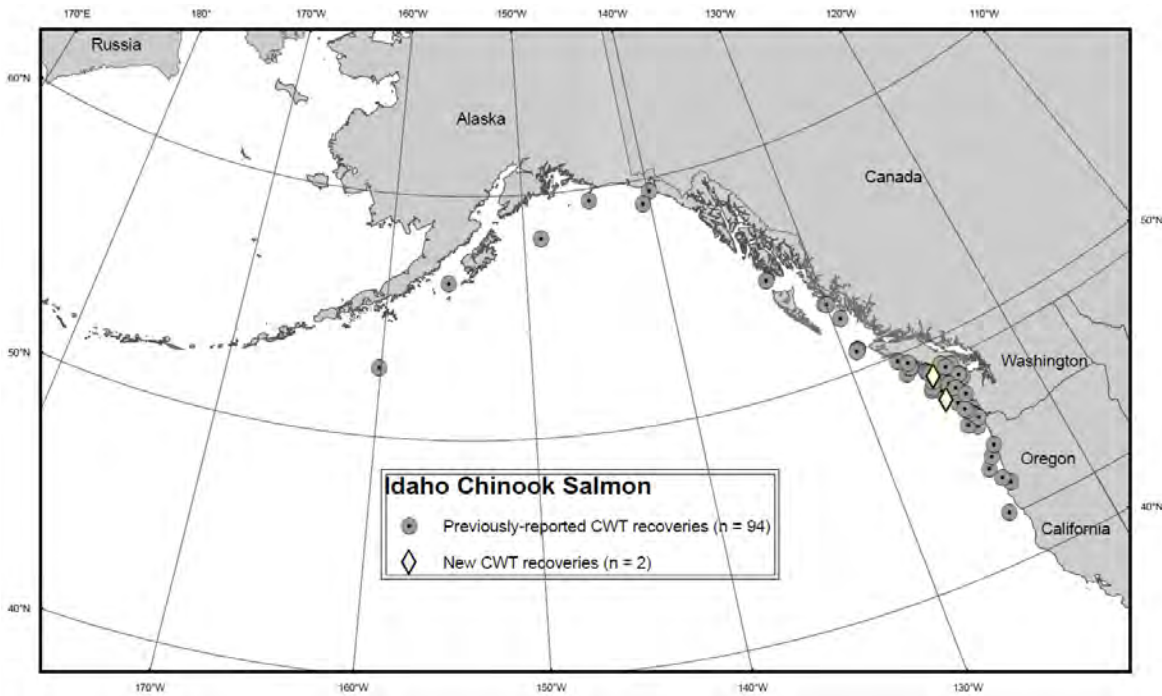 170°E 180° 170°W 160°W 150°W 140°W 130°W 120°W 110°W
Russia
60°N
Alaska
Canada
50°N
50°N
Washington
Idaho Chinook Salmon
Oregon
Previously-reported CWT recoveries (n = 94)
40°N
California
New CWT recoveries (n = 2)
40°N
170°W 160°W 150°W 140°W 130°W